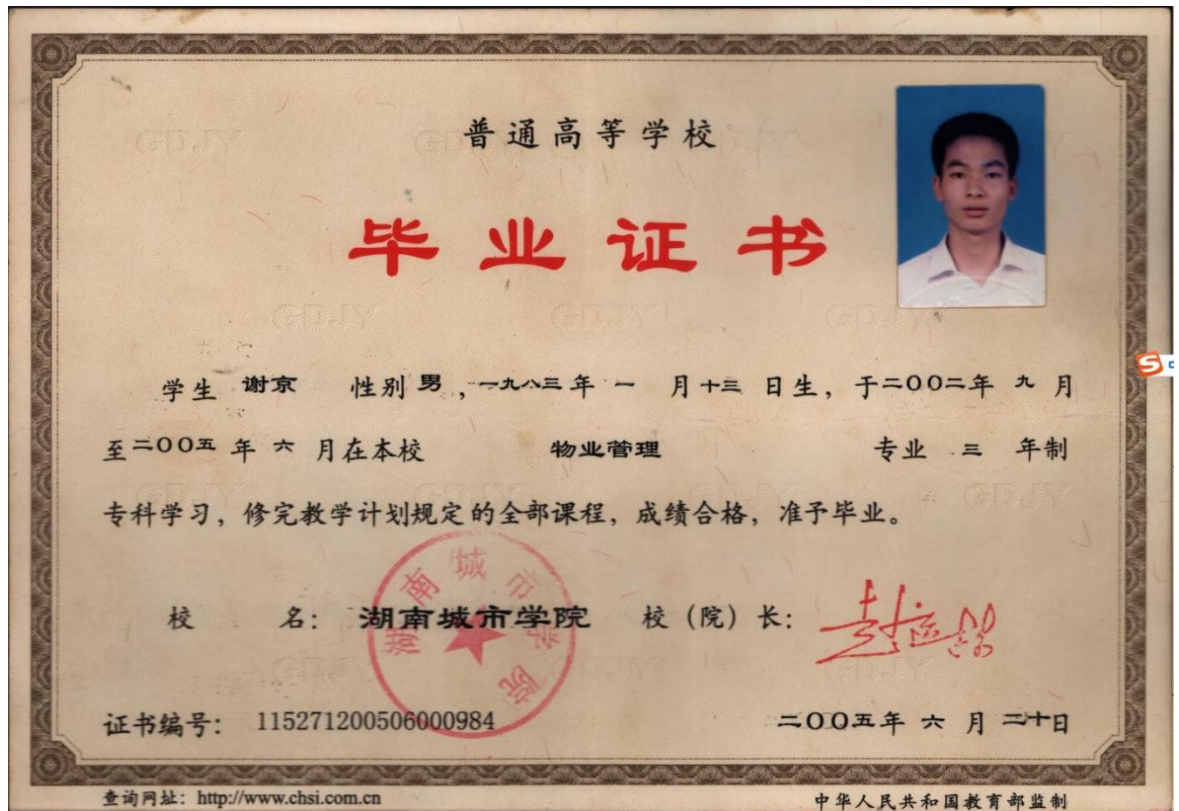 普通高等学校
毕业证书
学生 谢京 性别 男，一九八三年 一 月十三 日生，于二〇〇二年 九 月
至二〇〇五 年 六 月在本校 物业管理 专业 三 年制
专科学习，修完教学计划规定的全部课程，成绩合格，准予毕业。
校 名：湖南城市学院 校（院）长：
湖南城市学院
证书编号：115271200506000984 二〇〇五年 六 月 二十日
查询网址：http://www.chsi.com.cn 中华人民共和国教育部监制